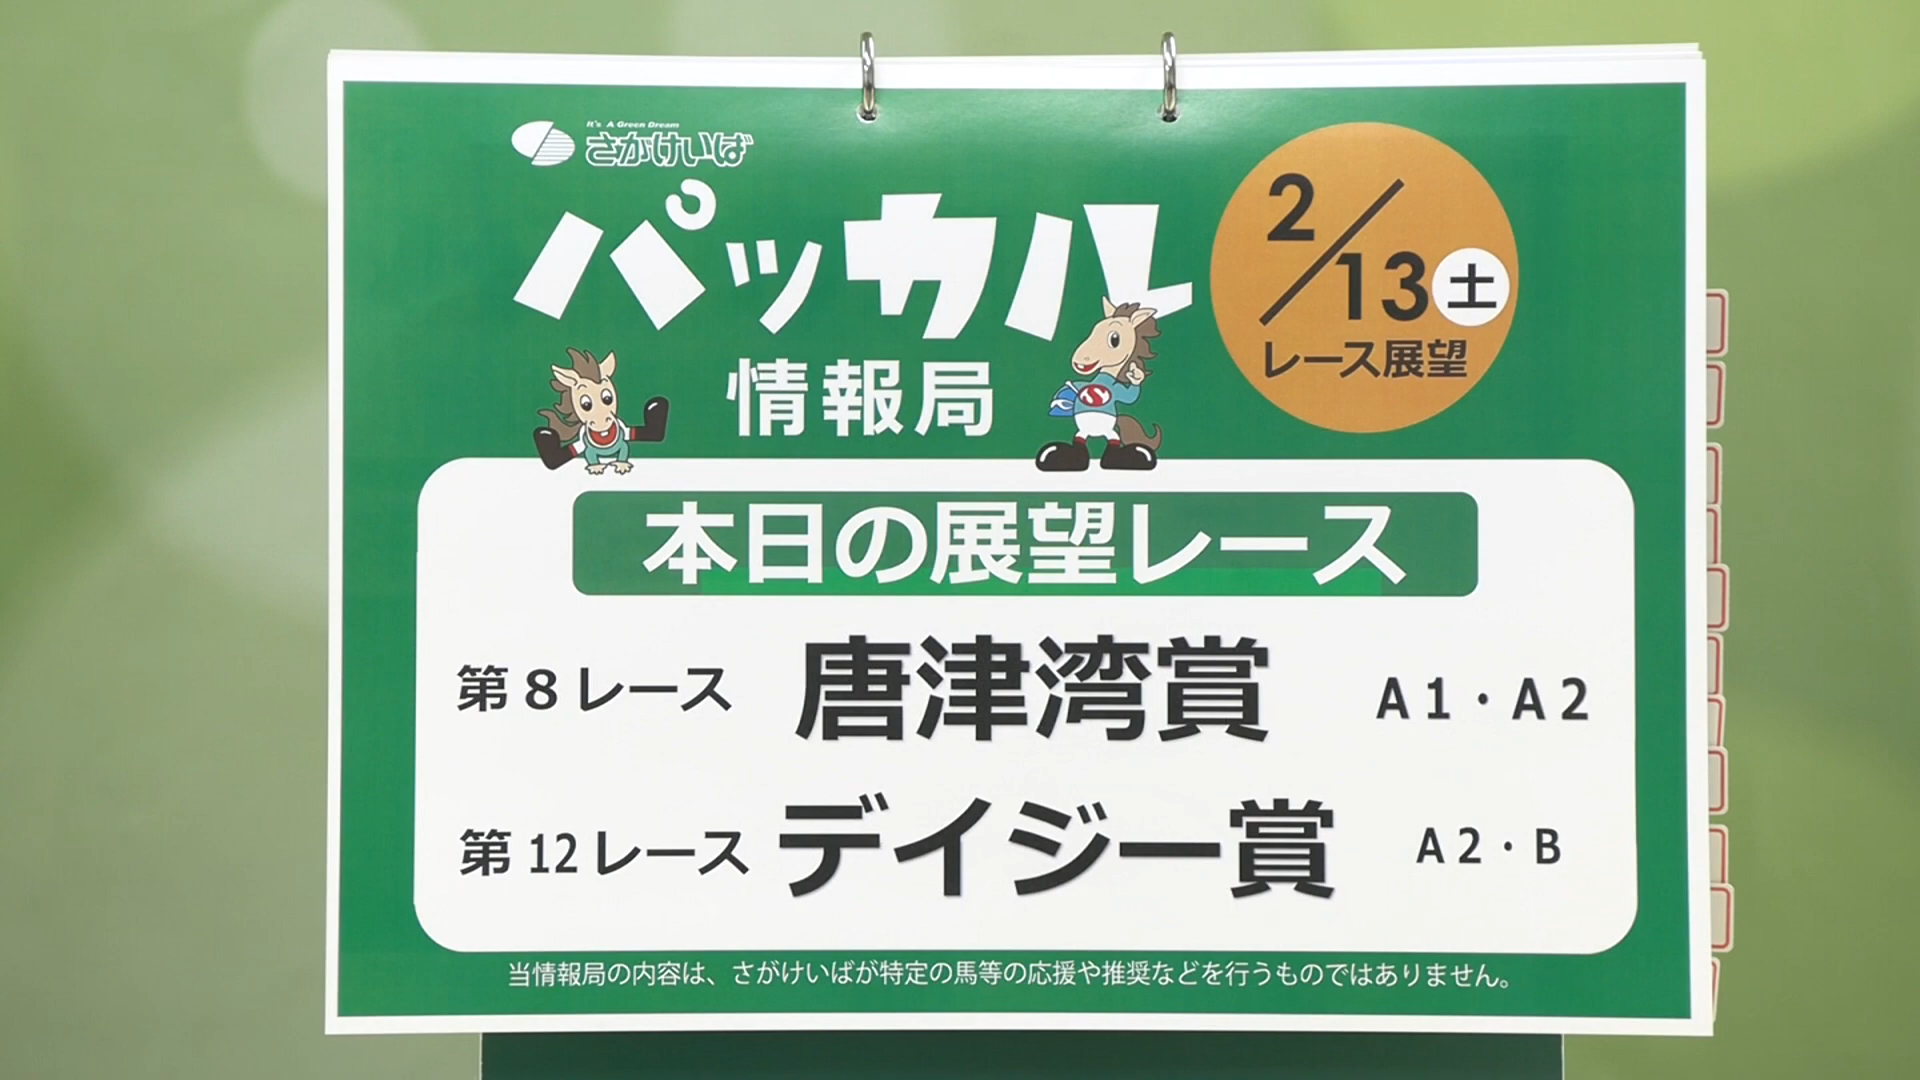 It's A Green Dream
さがけいば
パッカル
情報局
2/13土
レース展望
本日の展望レース
第8レース 唐津湾賞 A1・A2
第12レース デイジー賞 A2・B
当情報局の内容は、さがけいばが特定の馬等の応援や推奨などを行うものではありません。